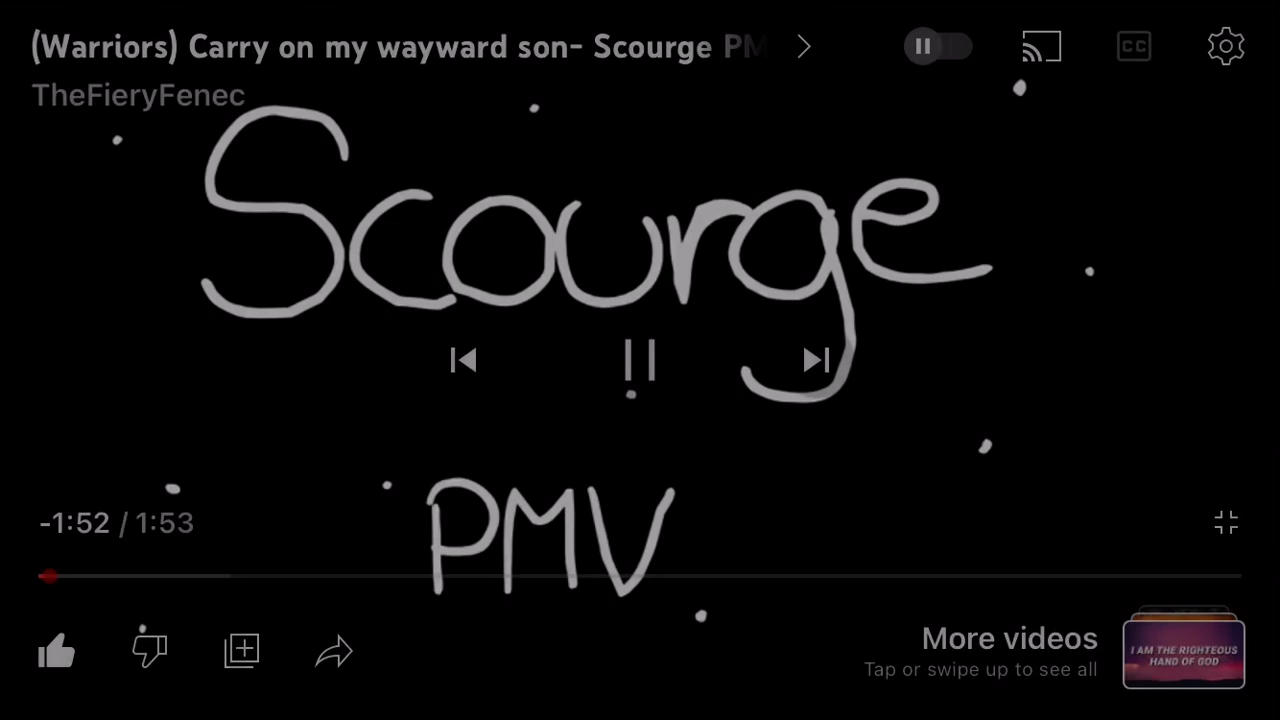 (Warriors) Carry on my wayward son- Scourge PM
CC
TheFieryFenec
Scourge
PMV
-1:52 / 1:53
More videos
Tap or swipe up to see all
I AM THE RIGHTEOUS
HAND OF GOD